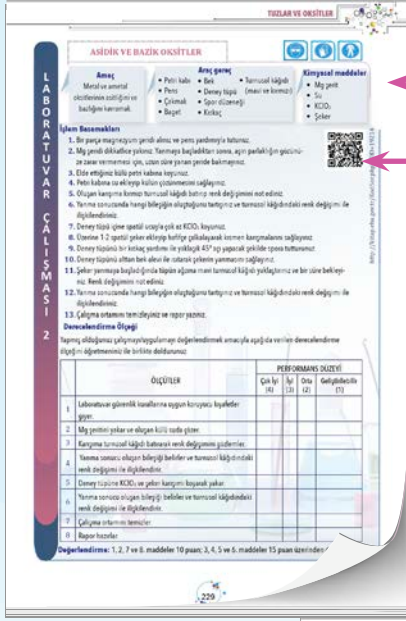 TUZLAR VE OKSİTLER
LABORATUVAR ÇALIŞMASI 2
ASİDİK VE BAZİK OKSİTLER
Amaç
Metal ve ametal
oksitlerinin asitliğini ve
bazlığını kavramak.
Araç gereç
• Petri kabı
• Pens
• Çakmak
• Baget
• Bek
• Deney tüpü
• Spor düzeneği
• Kıskaç
• Turnusol kâğıdı
(mavi ve kırmızı)
Kimyasal maddeler
• Mg şerit
• Su
• KClO₃
• Şeker
İşlem Basamakları
1. Bir parça magnezyum şeridi alınız ve pens yardımıyla tutunuz.
2. Mg şeridi dikkatlice yakınız. Yanmaya başladıktan sonra, aşırı parlaklığın gözünü-
ze zarar vermemesi için, uzun süre yanan şeride bakmayınız.
3. Elde ettiğiniz külü petri kabına koyunuz.
4. Petri kabına su ekleyip külün çözünmesini sağlayınız.
5. Oluşan karışıma kırmızı turnusol kâğıdı batırıp renk değişimini not ediniz.
6. Yanma sonucunda hangi bileşiğin oluştuğunu tartışınız ve turnusol kâğıdındaki renk değişimi ile
ilişkilendiriniz.
7. Deney tüpü içine spatül ucuyla çok az KClO₃ koyunuz.
8. Üzerine 1-2 spatül şeker ekleyip hafifçe çalkalayarak kısmen karışmalarını sağlayınız.
9. Deney tüpünü bir kıskaç yardımı ile yaklaşık 45° açı yapacak şekilde spora tutturunuz.
10. Deney tüpünü alttan bek alevi ile ısıtarak şekerin yanmasını sağlayınız.
11. Şeker yanmaya başladığında tüpün ağzına mavi turnusol kâğıdı yaklaştırınız ve bir süre bekleyi-
niz. Renk değişimini not ediniz.
12. Yanma sonucunda hangi bileşiğin oluştuğunu tartışınız ve turnusol kâğıdındaki renk değişimi ile
ilişkilendiriniz.
13. Çalışma ortamını temizleyiniz ve rapor yazınız.
Derecelendirme Ölçeği
Yapmış olduğunuz çalışmayı/uygulamayı değerlendirmek amacıyla aşağıda verilen derecelendirme
ölçeğini öğretmeniniz ile birlikte doldurunuz.
ÖLÇÜTLER
PERFORMANS DÜZEYİ
Çok İyi (4)
İyi (3)
Orta (2)
Geliştirilebilir (1)
1 Laboratuvar güvenlik kurallarına uygun koruyucu kıyafetler
giyer.
2 Mg şeridini yakar ve oluşan külü suda çözer.
3 Karışıma turnusol kâğıdı batırarak renk değişimini gözlemler.
4 Yanma sonucu oluşan bileşiği belirler ve turnusol kâğıdındaki
renk değişimi ile ilişkilendirir.
5 Deney tüpüne KClO₃ ve şeker karışımı koyarak yakar.
6 Yanma sonucu oluşan bileşiği belirler ve turnusol kâğıdındaki
renk değişimi ile ilişkilendirir.
7 Çalışma ortamını temizler.
8 Rapor hazırlar.
Değerlendirme: 1, 2, 7 ve 8. maddeler 10 puan; 3, 4, 5 ve 6. maddeler 15 puan üzerinden
229